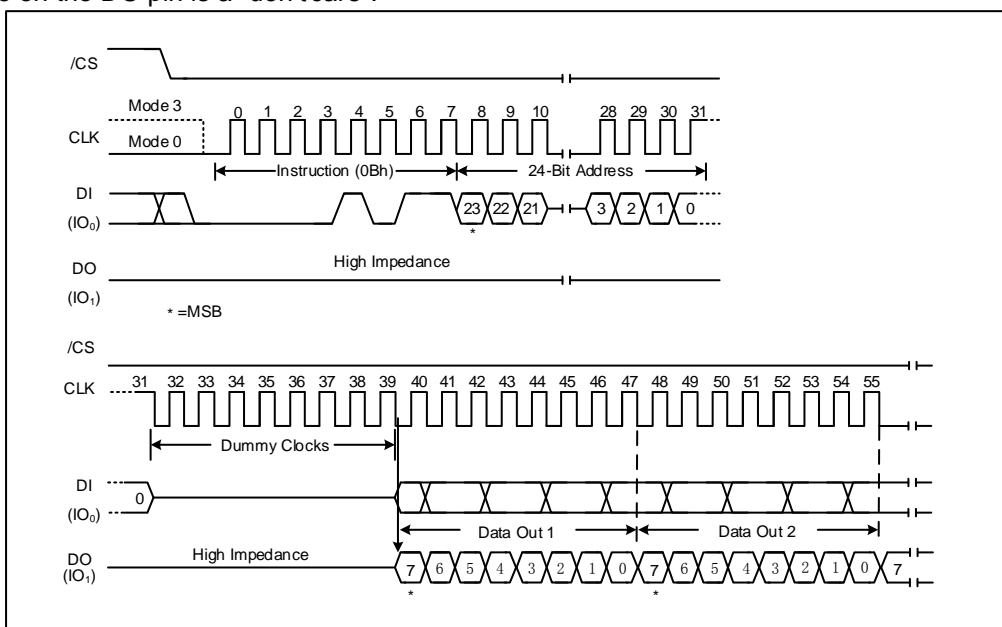 /CS
Mode 3
0 1 2 3 4 5 6 7 8 9 10 28 29 30 31
CLK
Mode 0
Instruction (0Bh) 24-Bit Address
DI
(IO₀)
23 22 21 3 2 1 0
*
High Impedance
DO
(IO₁)
* =MSB
/CS
31 32 33 34 35 36 37 38 39 40 41 42 43 44 45 46 47 48 49 50 51 52 53 54 55
CLK
Dummy Clocks
DI
0
(IO₀)
Data Out 1 Data Out 2
High Impedance
DO
(IO₁)
7 6 5 4 3 2 1 0 7 6 5 4 3 2 1 0 7
* *